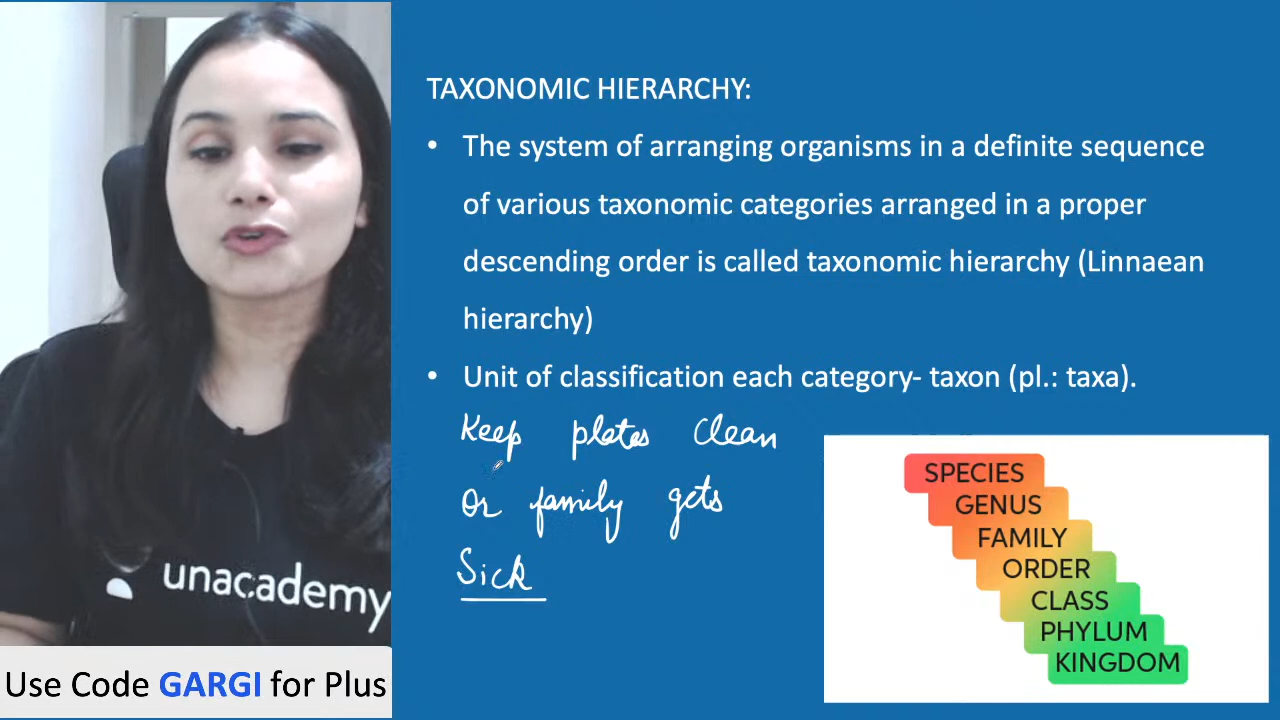 TAXONOMIC HIERARCHY:
• The system of arranging organisms in a definite sequence
of various taxonomic categories arranged in a proper
descending order is called taxonomic hierarchy (Linnaean
hierarchy)
• Unit of classification each category- taxon (pl.: taxa).
Keep plates clean
or family gets
Sick
SPECIES
GENUS
FAMILY
ORDER
CLASS
PHYLUM
KINGDOM
unacademy
Use Code GARGI for Plus